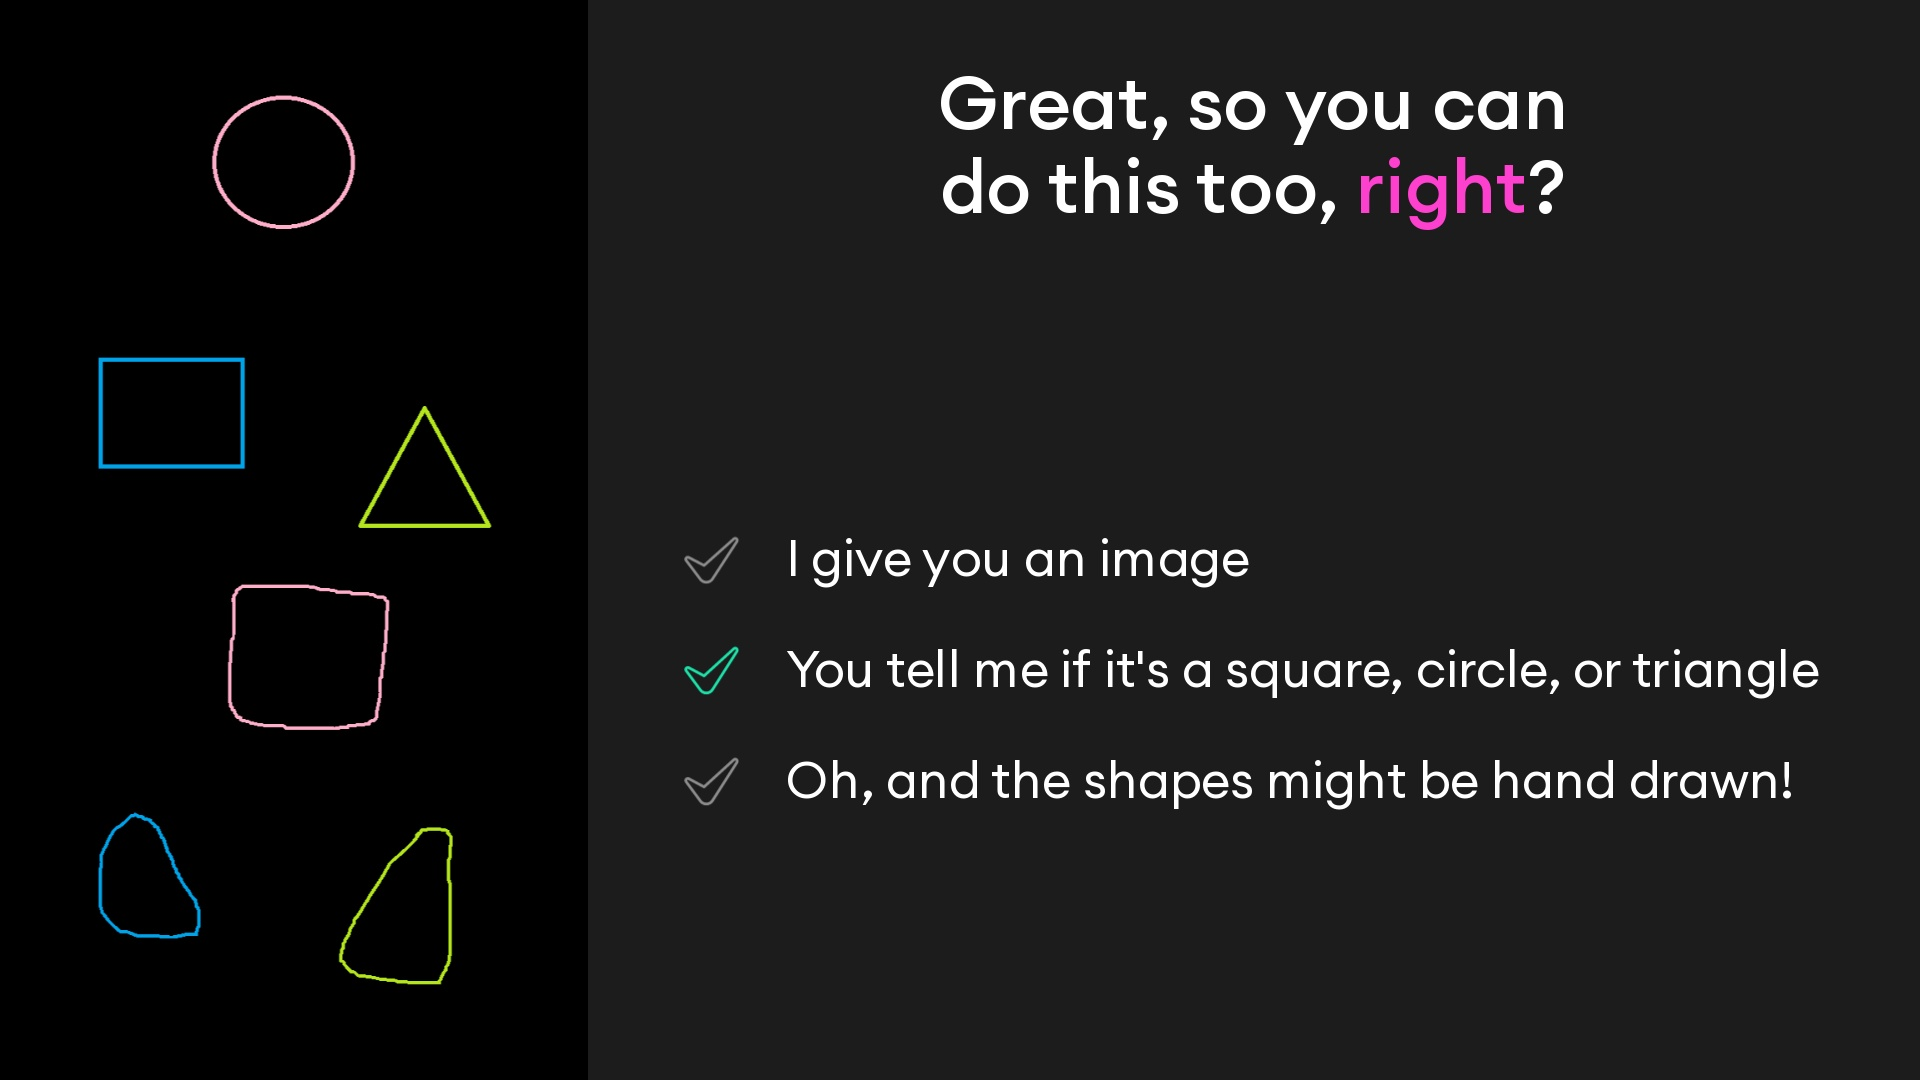 Great, so you can
do this too, right?
I give you an image
You tell me if it's a square, circle, or triangle
Oh, and the shapes might be hand drawn!